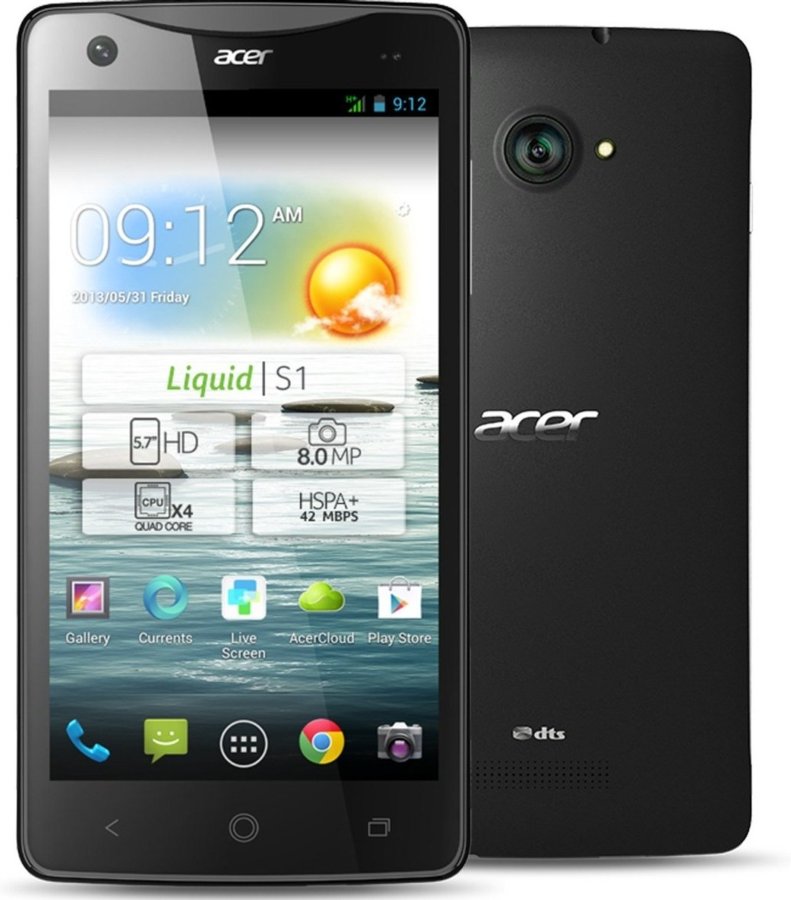 acer
H+ 9:12
09:12 AM
2013/05/31 Friday
Liquid | S1
5.7" HD
8.0 MP
CPU X4
QUAD CORE
HSPA+
42 MBPS
Gallery
Currents
Live
Screen
AcerCloud
Play Store
acer
dts